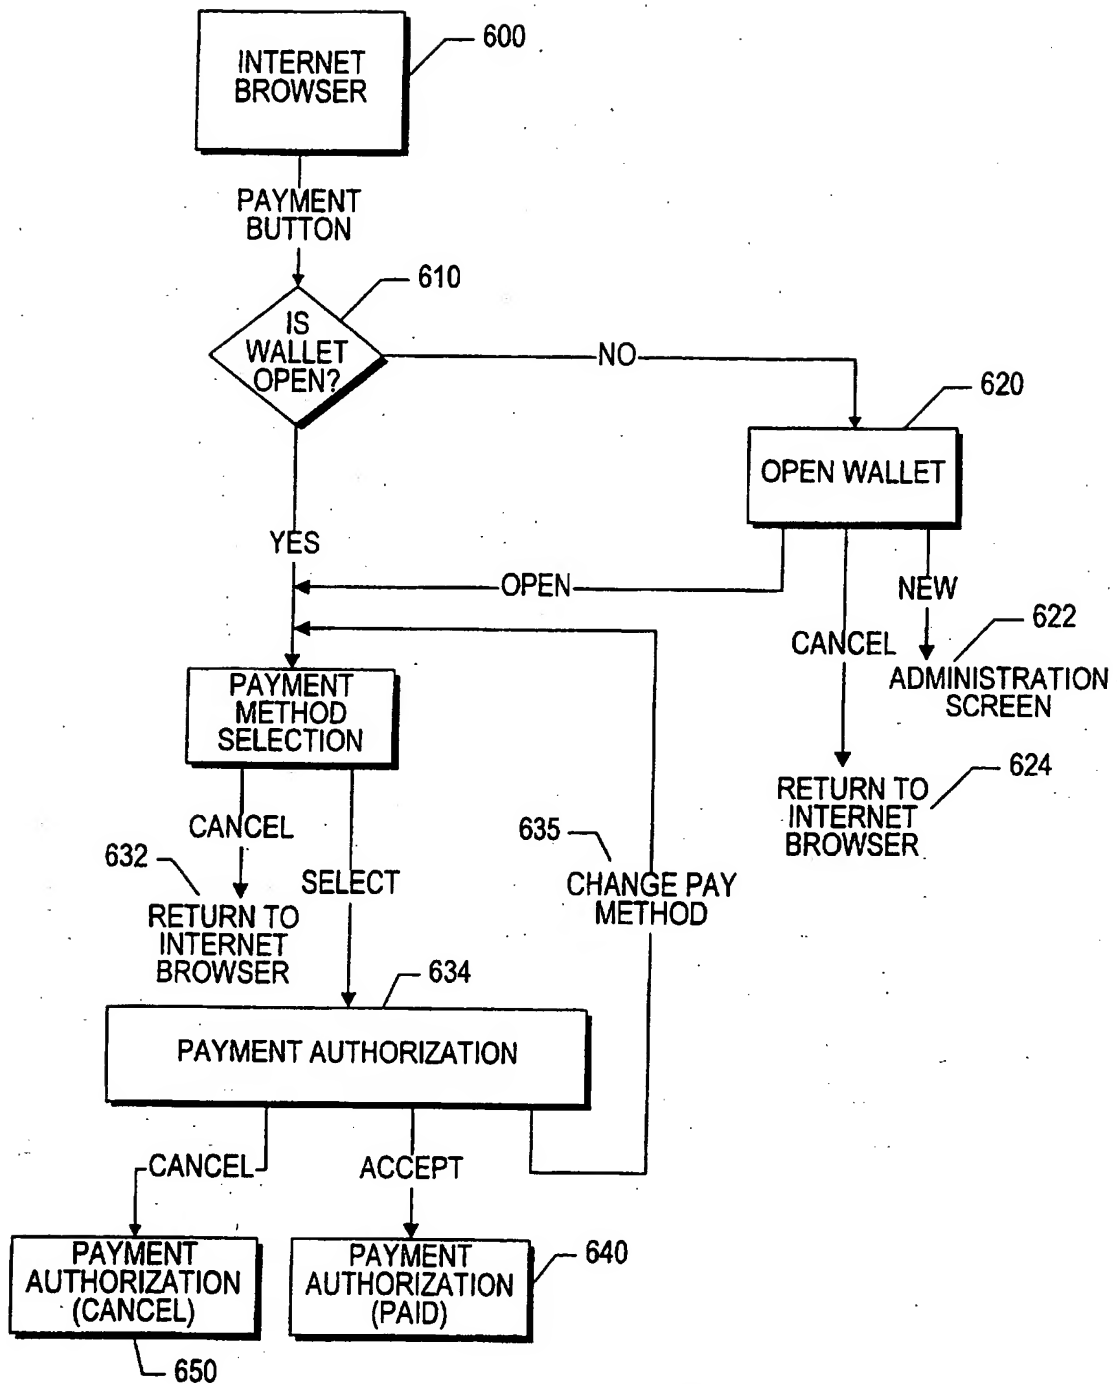 600
INTERNET
BROWSER
PAYMENT
BUTTON
610
IS
WALLET
OPEN?
NO
620
OPEN WALLET
YES
OPEN
NEW
CANCEL
622
ADMINISTRATION
SCREEN
PAYMENT
METHOD
SELECTION
624
RETURN TO
INTERNET
BROWSER
CANCEL
632
SELECT
635
CHANGE PAY
METHOD
RETURN TO
INTERNET
BROWSER
634
PAYMENT AUTHORIZATION
CANCEL
ACCEPT
PAYMENT
AUTHORIZATION
(CANCEL)
650
PAYMENT
AUTHORIZATION
(PAID)
640